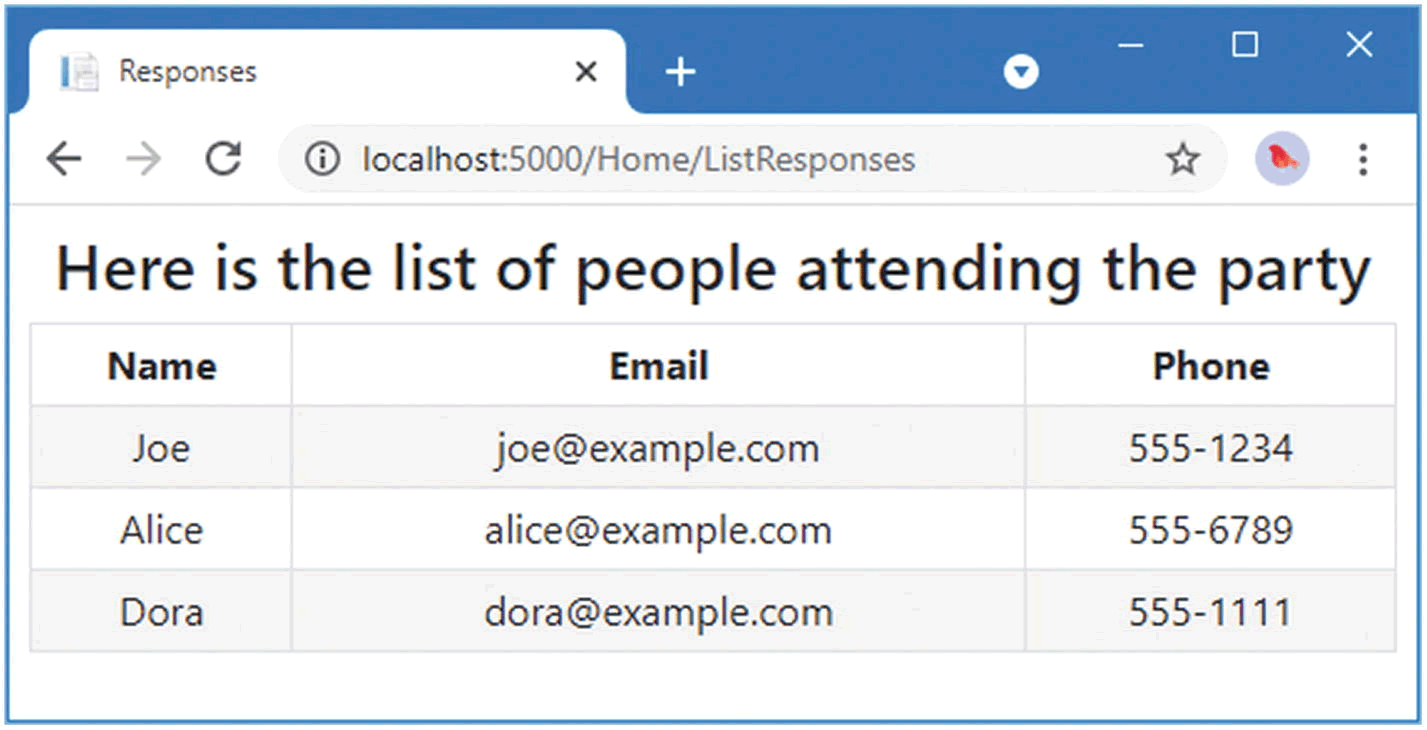 Responses
localhost:5000/Home/ListResponses
Here is the list of people attending the party
Name Email Phone
Joe joe@example.com 555-1234
Alice alice@example.com 555-6789
Dora dora@example.com 555-1111